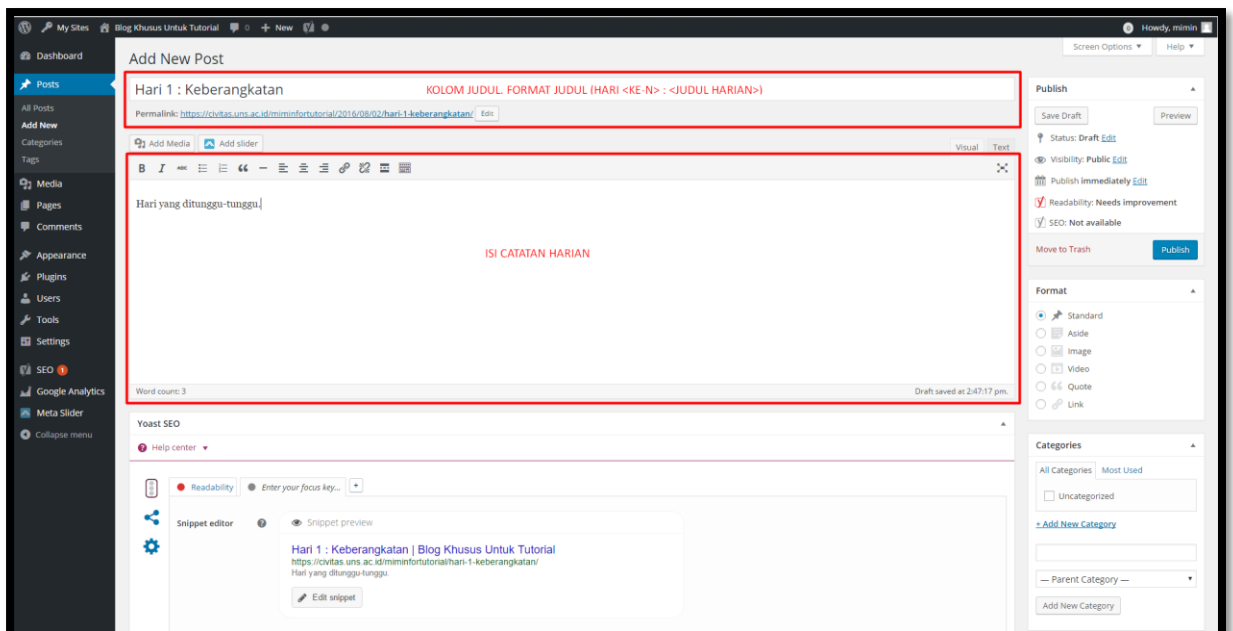 My Sites Blog Khusus Untuk Tutorial 0 + New Howdy, mimin
Screen Options Help
Dashboard
Posts
All Posts
Add New
Categories
Tags
Media
Pages
Comments
Appearance
Plugins
Users
Tools
Settings
SEO 1
Google Analytics
Meta Slider
Collapse menu
Add New Post
Hari 1 : Keberangkatan KOLOM JUDUL. FORMAT JUDUL (HARI <KE-N> : <JUDUL HARIAN>)
Permalink: https://civitas.uns.ac.id/miminfortutorial/2016/08/02/hari-1-keberangkatan/ Edit
Add Media Add slider Visual Text
B I ABC
Hari yang ditunggu-tunggu.
ISI CATATAN HARIAN
Word count: 3 Draft saved at 2:47:17 pm.
Yoast SEO
Help center
Readability Enter your focus key... +
Snippet editor Snippet preview
Hari 1 : Keberangkatan | Blog Khusus Untuk Tutorial
https://civitas.uns.ac.id/miminfortutorial/hari-1-keberangkatan/
Hari yang ditunggu-tunggu.
Edit snippet
Publish
Save Draft Preview
Status: Draft Edit
Visibility: Public Edit
Publish immediately Edit
Readability: Needs improvement
SEO: Not available
Move to Trash Publish
Format
Standard
Aside
Image
Video
Quote
Link
Categories
All Categories Most Used
Uncategorized
+ Add New Category
— Parent Category —
Add New Category